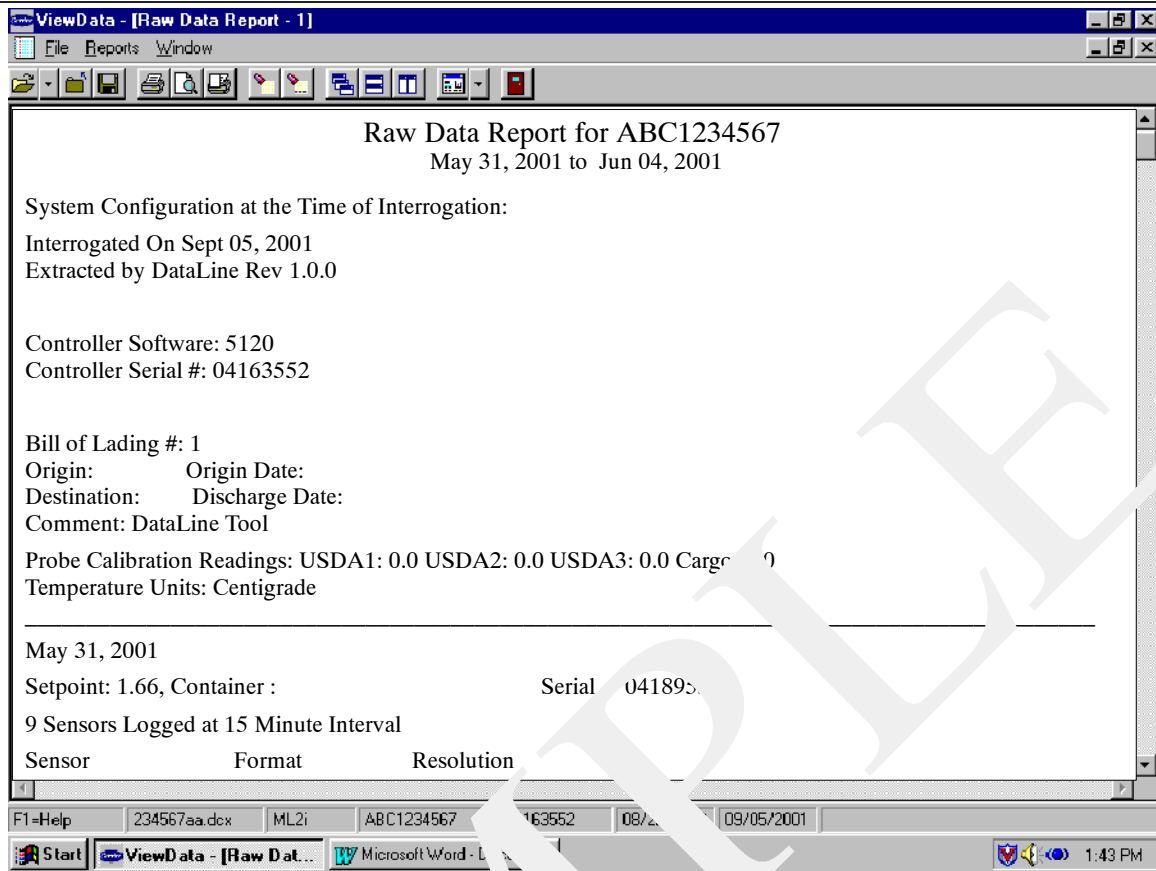 ViewData - [Raw Data Report - 1]
File Reports Window
Raw Data Report for ABC1234567
May 31, 2001 to Jun 04, 2001
System Configuration at the Time of Interrogation:
Interrogated On Sept 05, 2001
Extracted by DataLine Rev 1.0.0
Controller Software: 5120
Controller Serial #: 04163552
Bill of Lading #: 1
Origin: Origin Date:
Destination: Discharge Date:
Comment: DataLine Tool
Probe Calibration Readings: USDA1: 0.0 USDA2: 0.0 USDA3: 0.0
Temperature Units: Centigrade
May 31, 2001
Setpoint: 1.66, Container : Serial
9 Sensors Logged at 15 Minute Interval
Sensor Format Resolution
F1=Help 234567aa.dcx ML2i ABC1234567 09/05/2001
Start ViewData - [Raw Dat... Microsoft Word - 1:43 PM